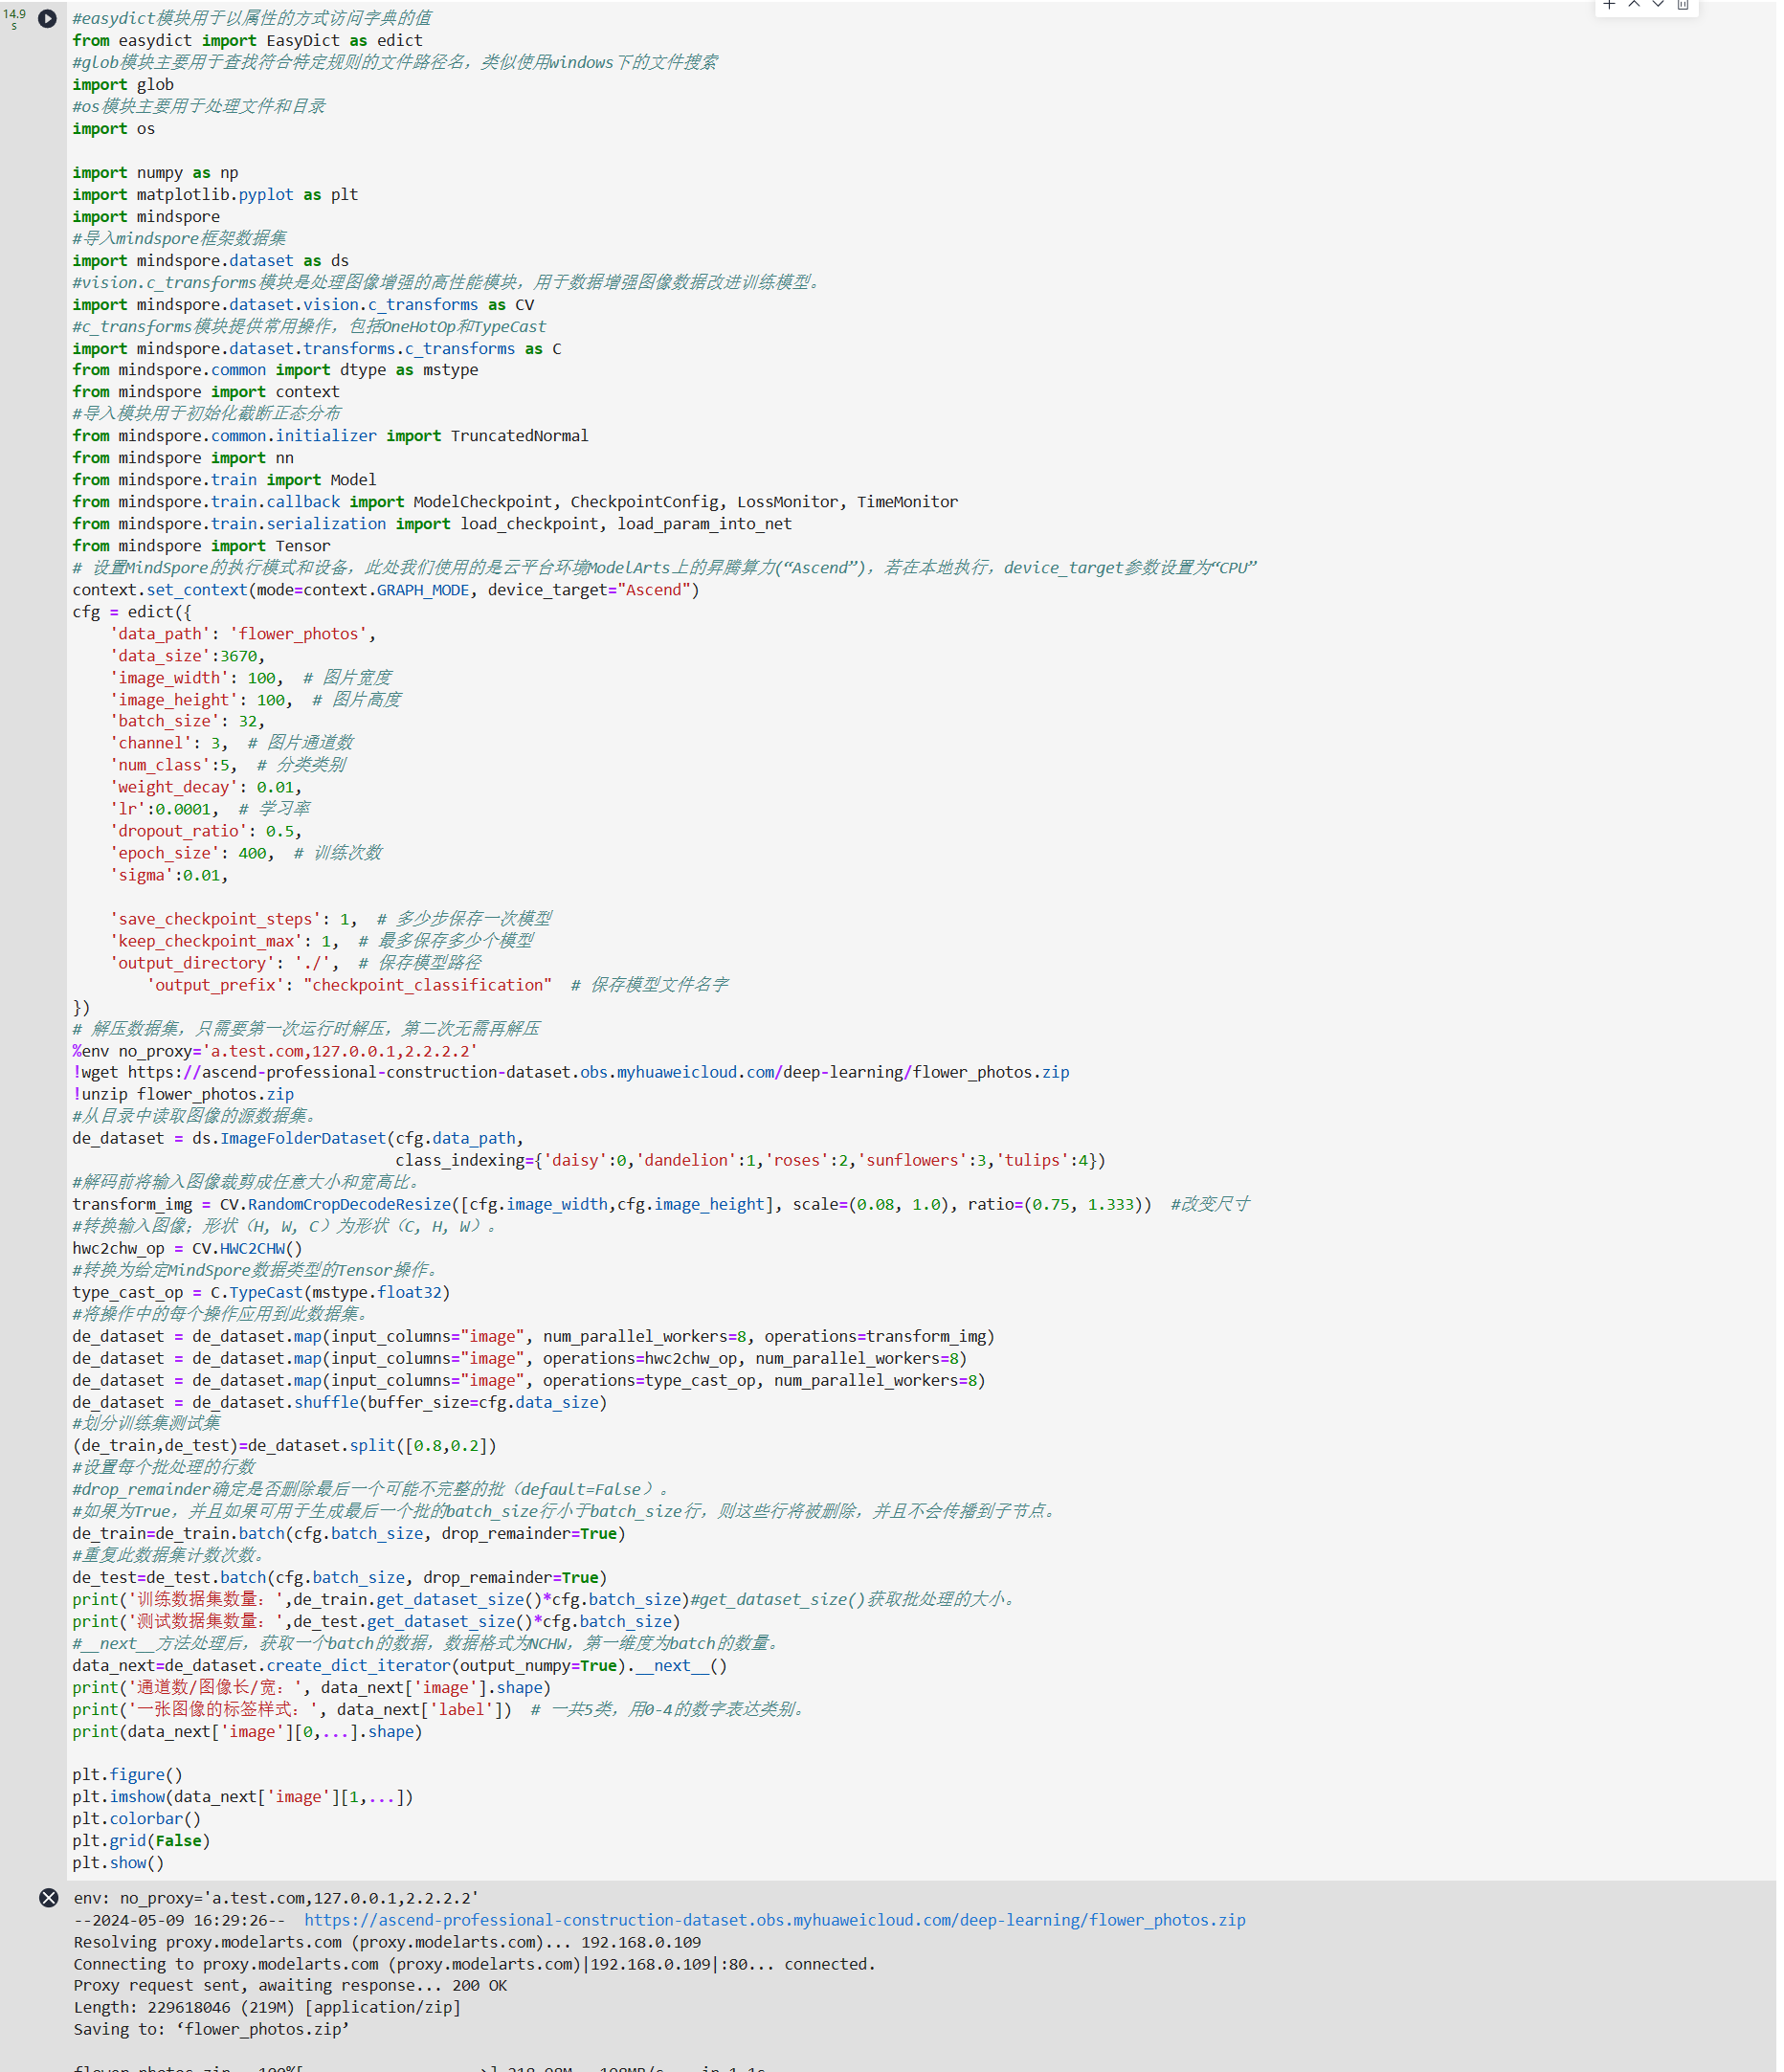 14.9
s
#easydict模块用于以属性的方式访问字典的值
from easydict import EasyDict as edict
#glob模块主要用于查找符合特定规则的文件路径名，类似使用windows下的文件搜索
import glob
#os模块主要用于处理文件和目录
import os
import numpy as np
import matplotlib.pyplot as plt
import mindspore
#导入mindspore框架数据集
import mindspore.dataset as ds
#vision.c_transforms模块是处理图像增强的高性能模块，用于数据增强图像数据改进训练模型。
import mindspore.dataset.vision.c_transforms as CV
#c_transforms模块提供常用操作，包括OneHotOp和TypeCast
import mindspore.dataset.transforms.c_transforms as C
from mindspore.common import dtype as mstype
from mindspore import context
#导入模块用于初始化截断正态分布
from mindspore.common.initializer import TruncatedNormal
from mindspore import nn
from mindspore.train import Model
from mindspore.train.callback import ModelCheckpoint, CheckpointConfig, LossMonitor, TimeMonitor
from mindspore.train.serialization import load_checkpoint, load_param_into_net
from mindspore import Tensor
# 设置MindSpore的执行模式和设备，此处我们使用的是云平台环境ModelArts上的昇腾算力(“Ascend”)，若在本地执行，device_target参数设置为“CPU”
context.set_context(mode=context.GRAPH_MODE, device_target="Ascend")
cfg = edict({
    'data_path': 'flower_photos',
    'data_size':3670,
    'image_width': 100,  # 图片宽度
    'image_height': 100,  # 图片高度
    'batch_size': 32,
    'channel': 3,  # 图片通道数
    'num_class':5,  # 分类类别
    'weight_decay': 0.01,
    'lr':0.0001,  # 学习率
    'dropout_ratio': 0.5,
    'epoch_size': 400,  # 训练次数
    'sigma':0.01,
    'save_checkpoint_steps': 1,  # 多少步保存一次模型
    'keep_checkpoint_max': 1,  # 最多保存多少个模型
    'output_directory': './',  # 保存模型路径
        'output_prefix': "checkpoint_classification"  # 保存模型文件名字
})
# 解压数据集，只需要第一次运行时解压，第二次无需再解压
%env no_proxy='a.test.com,127.0.0.1,2.2.2.2'
!wget https://ascend-professional-construction-dataset.obs.myhuaweicloud.com/deep-learning/flower_photos.zip
!unzip flower_photos.zip
#从目录中读取图像的源数据集。
de_dataset = ds.ImageFolderDataset(cfg.data_path,
                                   class_indexing={'daisy':0,'dandelion':1,'roses':2,'sunflowers':3,'tulips':4})
#解码前将输入图像裁剪成任意大小和宽高比。
transform_img = CV.RandomCropDecodeResize([cfg.image_width,cfg.image_height], scale=(0.08, 1.0), ratio=(0.75, 1.333))  #改变尺寸
#转换输入图像；形状（H, W, C）为形状（C, H, W）。
hwc2chw_op = CV.HWC2CHW()
#转换为给定MindSpore数据类型的Tensor操作。
type_cast_op = C.TypeCast(mstype.float32)
#将操作中的每个操作应用到此数据集。
de_dataset = de_dataset.map(input_columns="image", num_parallel_workers=8, operations=transform_img)
de_dataset = de_dataset.map(input_columns="image", operations=hwc2chw_op, num_parallel_workers=8)
de_dataset = de_dataset.map(input_columns="image", operations=type_cast_op, num_parallel_workers=8)
de_dataset = de_dataset.shuffle(buffer_size=cfg.data_size)
#划分训练集测试集
(de_train,de_test)=de_dataset.split([0.8,0.2])
#设置每个批处理的行数
#drop_remainder确定是否删除最后一个可能不完整的批（default=False）。
#如果为True，并且如果可用于生成最后一个批的batch_size行小于batch_size行，则这些行将被删除，并且不会传播到子节点。
de_train=de_train.batch(cfg.batch_size, drop_remainder=True)
#重复此数据集计数次数。
de_test=de_test.batch(cfg.batch_size, drop_remainder=True)
print('训练数据集数量：',de_train.get_dataset_size()*cfg.batch_size)#get_dataset_size()获取批处理的大小。
print('测试数据集数量：',de_test.get_dataset_size()*cfg.batch_size)
#__next__方法处理后，获取一个batch的数据，数据格式为NCHW，第一维度为batch的数量。
data_next=de_dataset.create_dict_iterator(output_numpy=True).__next__()
print('通道数/图像长/宽：', data_next['image'].shape)
print('一张图像的标签样式：', data_next['label'])  # 一共5类，用0-4的数字表达类别。
print(data_next['image'][0,...].shape)
plt.figure()
plt.imshow(data_next['image'][1,...])
plt.colorbar()
plt.grid(False)
plt.show()
env: no_proxy='a.test.com,127.0.0.1,2.2.2.2'
--2024-05-09 16:29:26--  https://ascend-professional-construction-dataset.obs.myhuaweicloud.com/deep-learning/flower_photos.zip
Resolving proxy.modelarts.com (proxy.modelarts.com)... 192.168.0.109
Connecting to proxy.modelarts.com (proxy.modelarts.com)|192.168.0.109|:80... connected.
Proxy request sent, awaiting response... 200 OK
Length: 229618046 (219M) [application/zip]
Saving to: ‘flower_photos.zip’